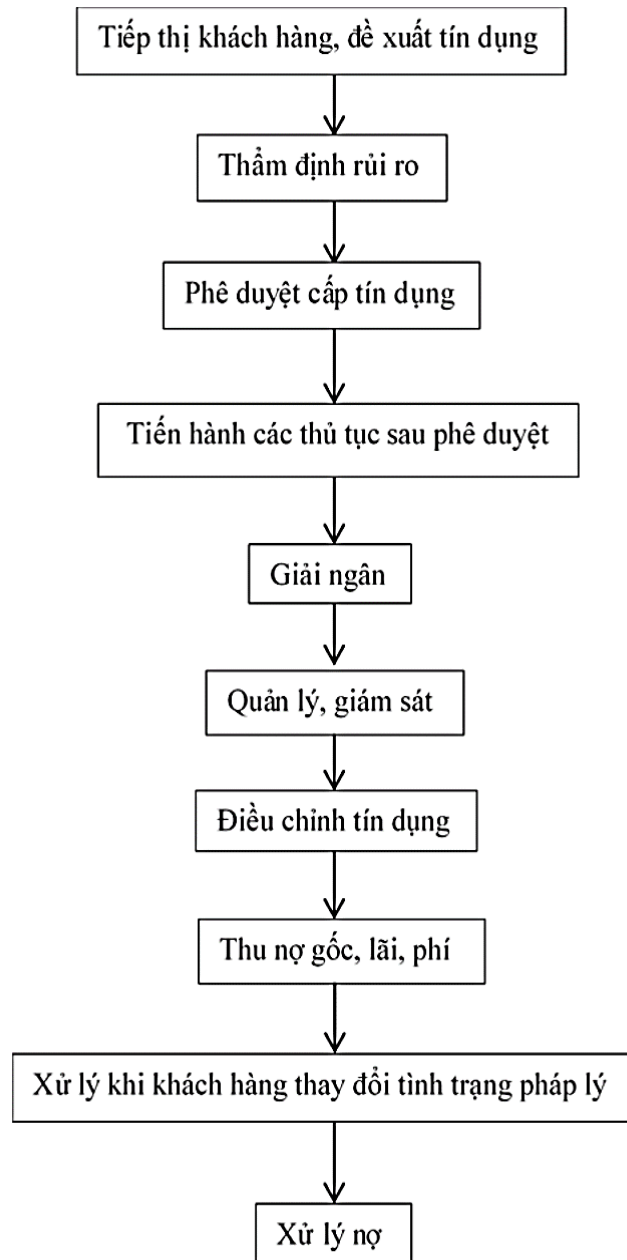 Tiếp thị khách hàng, đề xuất tín dụng
Thẩm định rủi ro
Phê duyệt cấp tín dụng
Tiến hành các thủ tục sau phê duyệt
Giải ngân
Quản lý, giám sát
Điều chỉnh tín dụng
Thu nợ gốc, lãi, phí
Xử lý khi khách hàng thay đổi tình trạng pháp lý
Xử lý nợ